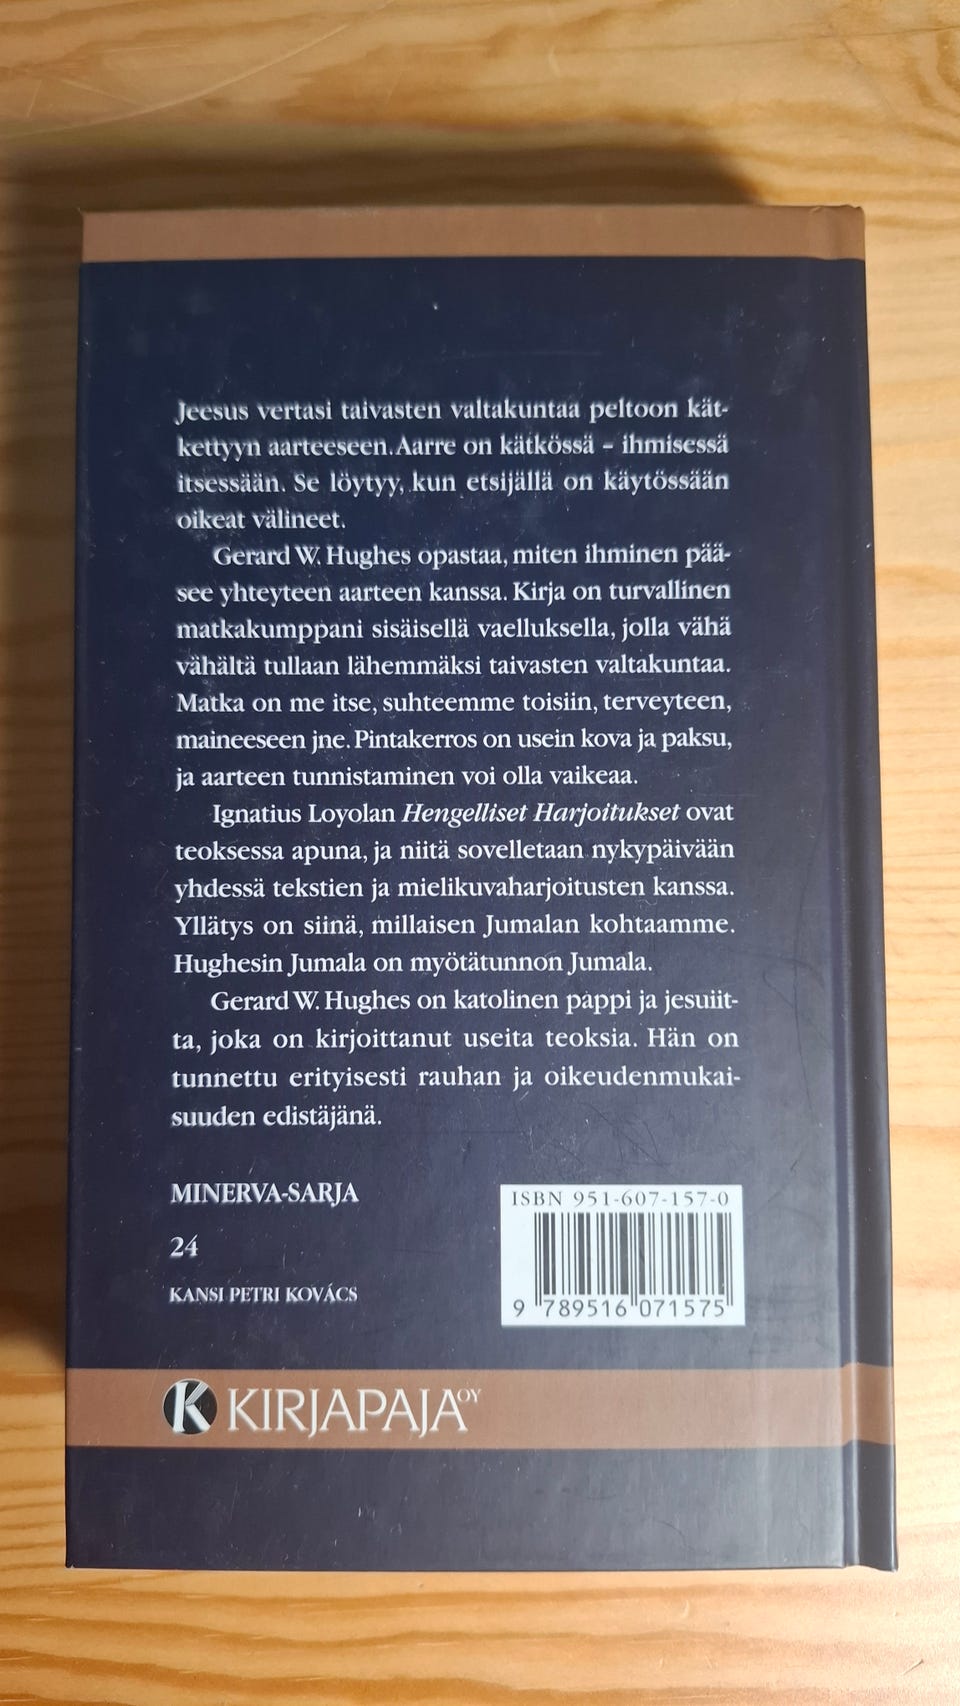 Jeesus vertasi taivasten valtakuntaa peltoon kät-
kettyyn aarteeseen. Aarre on kätkössä – ihmisessä
itsessään. Se löytyy, kun etsijällä on käytössään
oikeat välineet.
Gerard W. Hughes opastaa, miten ihminen pää-
see yhteyteen aarteen kanssa. Kirja on turvallinen
matkakumppani sisäisellä vaelluksella, jolla vähä
vähältä tullaan lähemmäksi taivasten valtakuntaa.
Matka on me itse, suhteemme toisiin, terveyteen,
maineeseen jne. Pintakerros on usein kova ja paksu,
ja aarteen tunnistaminen voi olla vaikeaa.
Ignatius Loyolan Hengelliset Harjoitukset ovat
teoksessa apuna, ja niitä sovelletaan nykypäivään
yhdessä tekstien ja mielikuvaharjoitusten kanssa.
Yllätys on siinä, millaisen Jumalan kohtaamme.
Hughesin Jumala on myötätunnon Jumala.
Gerard W. Hughes on katolinen pappi ja jesuiit-
ta, joka on kirjoittanut useita teoksia. Hän on
tunnettu erityisesti rauhan ja oikeudenmukai-
suuden edistäjänä.
MINERVA-SARJA
24
KANSI PETRI KOVÁCS
ISBN 951-607-157-0
9 789516 071575
K KIRJAPAJA OY